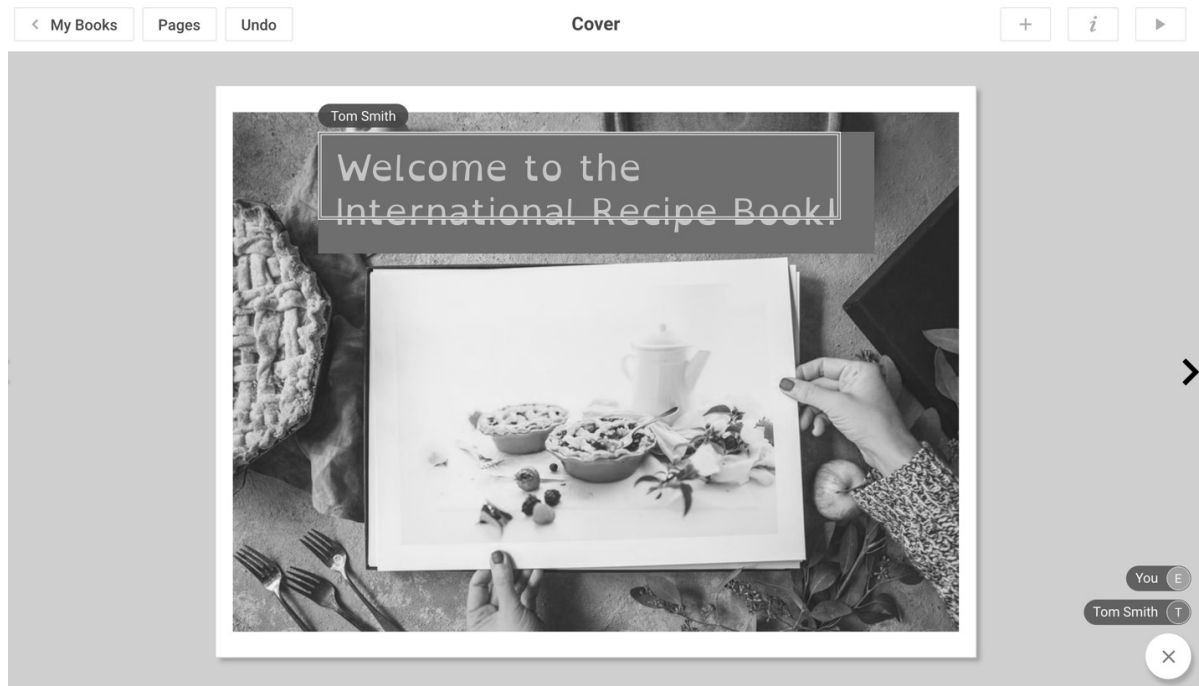 My Books
Pages
Undo
Cover
+
i
Tom Smith
Welcome to the
International Recipe Book!
You E
Tom Smith T